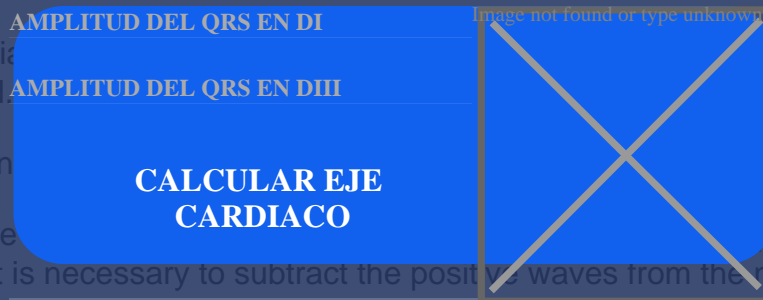 AMPLITUD DEL QRS EN DI
Image not found or type unknown
AMPLITUD DEL QRS EN DIII
CALCULAR EJE
CARDIACO
is necessary to subtract the positive waves from the